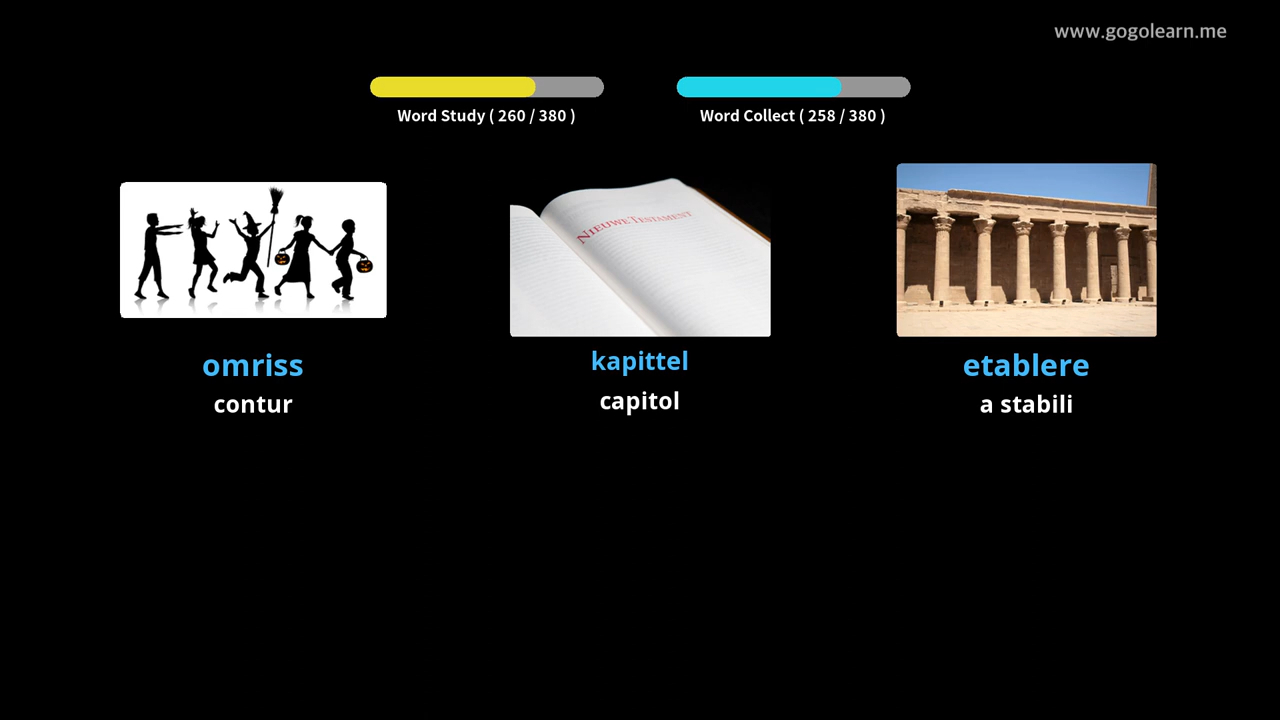 www.gogolearn.me
Word Study ( 260 / 380 )
Word Collect ( 258 / 380 )
NIEUWE TESTAMENT
omriss
contur
kapittel
capitol
etablere
a stabili